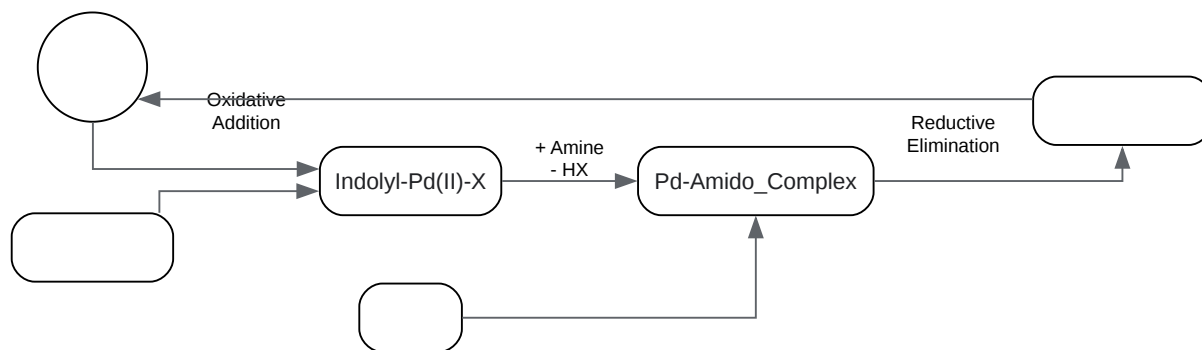 Oxidative
Addition
Indolyl-Pd(II)-X
+ Amine
- HX
Pd-Amido_Complex
Reductive
Elimination